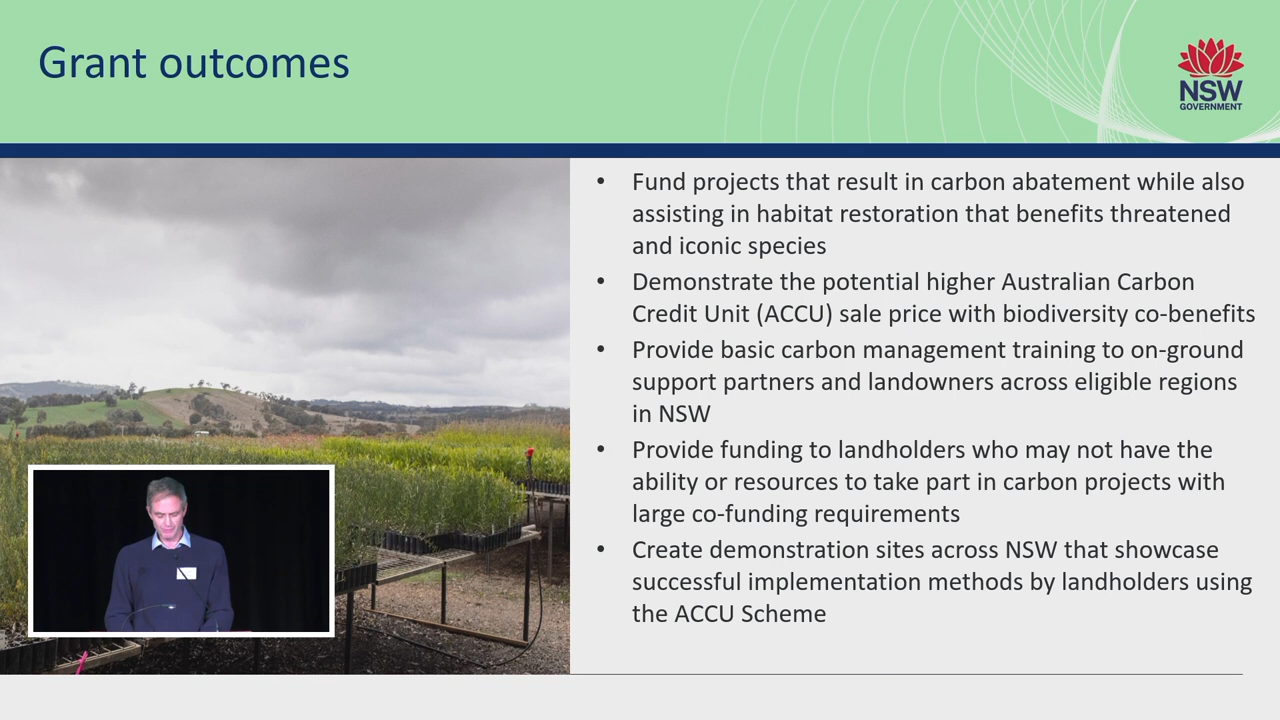 Grant outcomes
NSW
GOVERNMENT
• Fund projects that result in carbon abatement while also
assisting in habitat restoration that benefits threatened
and iconic species
• Demonstrate the potential higher Australian Carbon
Credit Unit (ACCU) sale price with biodiversity co-benefits
• Provide basic carbon management training to on-ground
support partners and landowners across eligible regions
in NSW
• Provide funding to landholders who may not have the
ability or resources to take part in carbon projects with
large co-funding requirements
• Create demonstration sites across NSW that showcase
successful implementation methods by landholders using
the ACCU Scheme